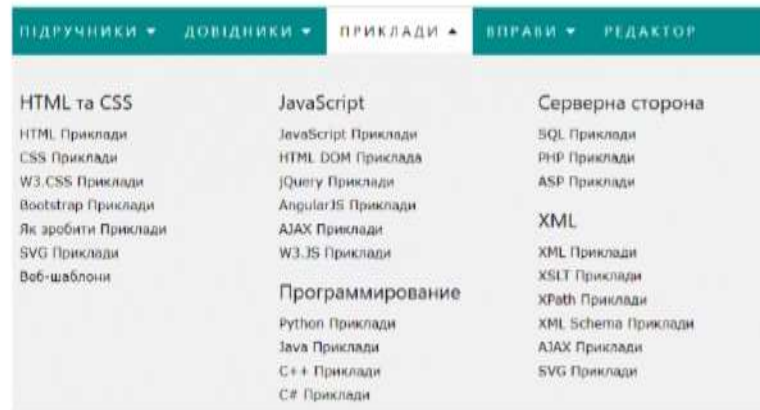 ПІДРУЧНИКИ ДОВІДНИКИ ПРИКЛАДИ ВПРАВИ РЕДАКТОР
HTML та CSS
HTML Приклади
CSS Приклади
W3.CSS Приклади
Bootstrap Приклади
Як зробити Приклади
SVG Приклади
Веб-шаблони
JavaScript
JavaScript Приклади
HTML DOM Приклада
jQuery Приклади
AngularJS Приклади
AJAX Приклади
W3.JS Приклади
Программирование
Python Приклади
Java Приклади
C++ Приклади
C# Приклади
Серверна сторона
SQL Приклади
PHP Приклади
ASP Приклади
XML
XML Приклади
XSLT Приклади
XPath Приклади
XML Schema Приклади
AJAX Приклади
SVG Приклади